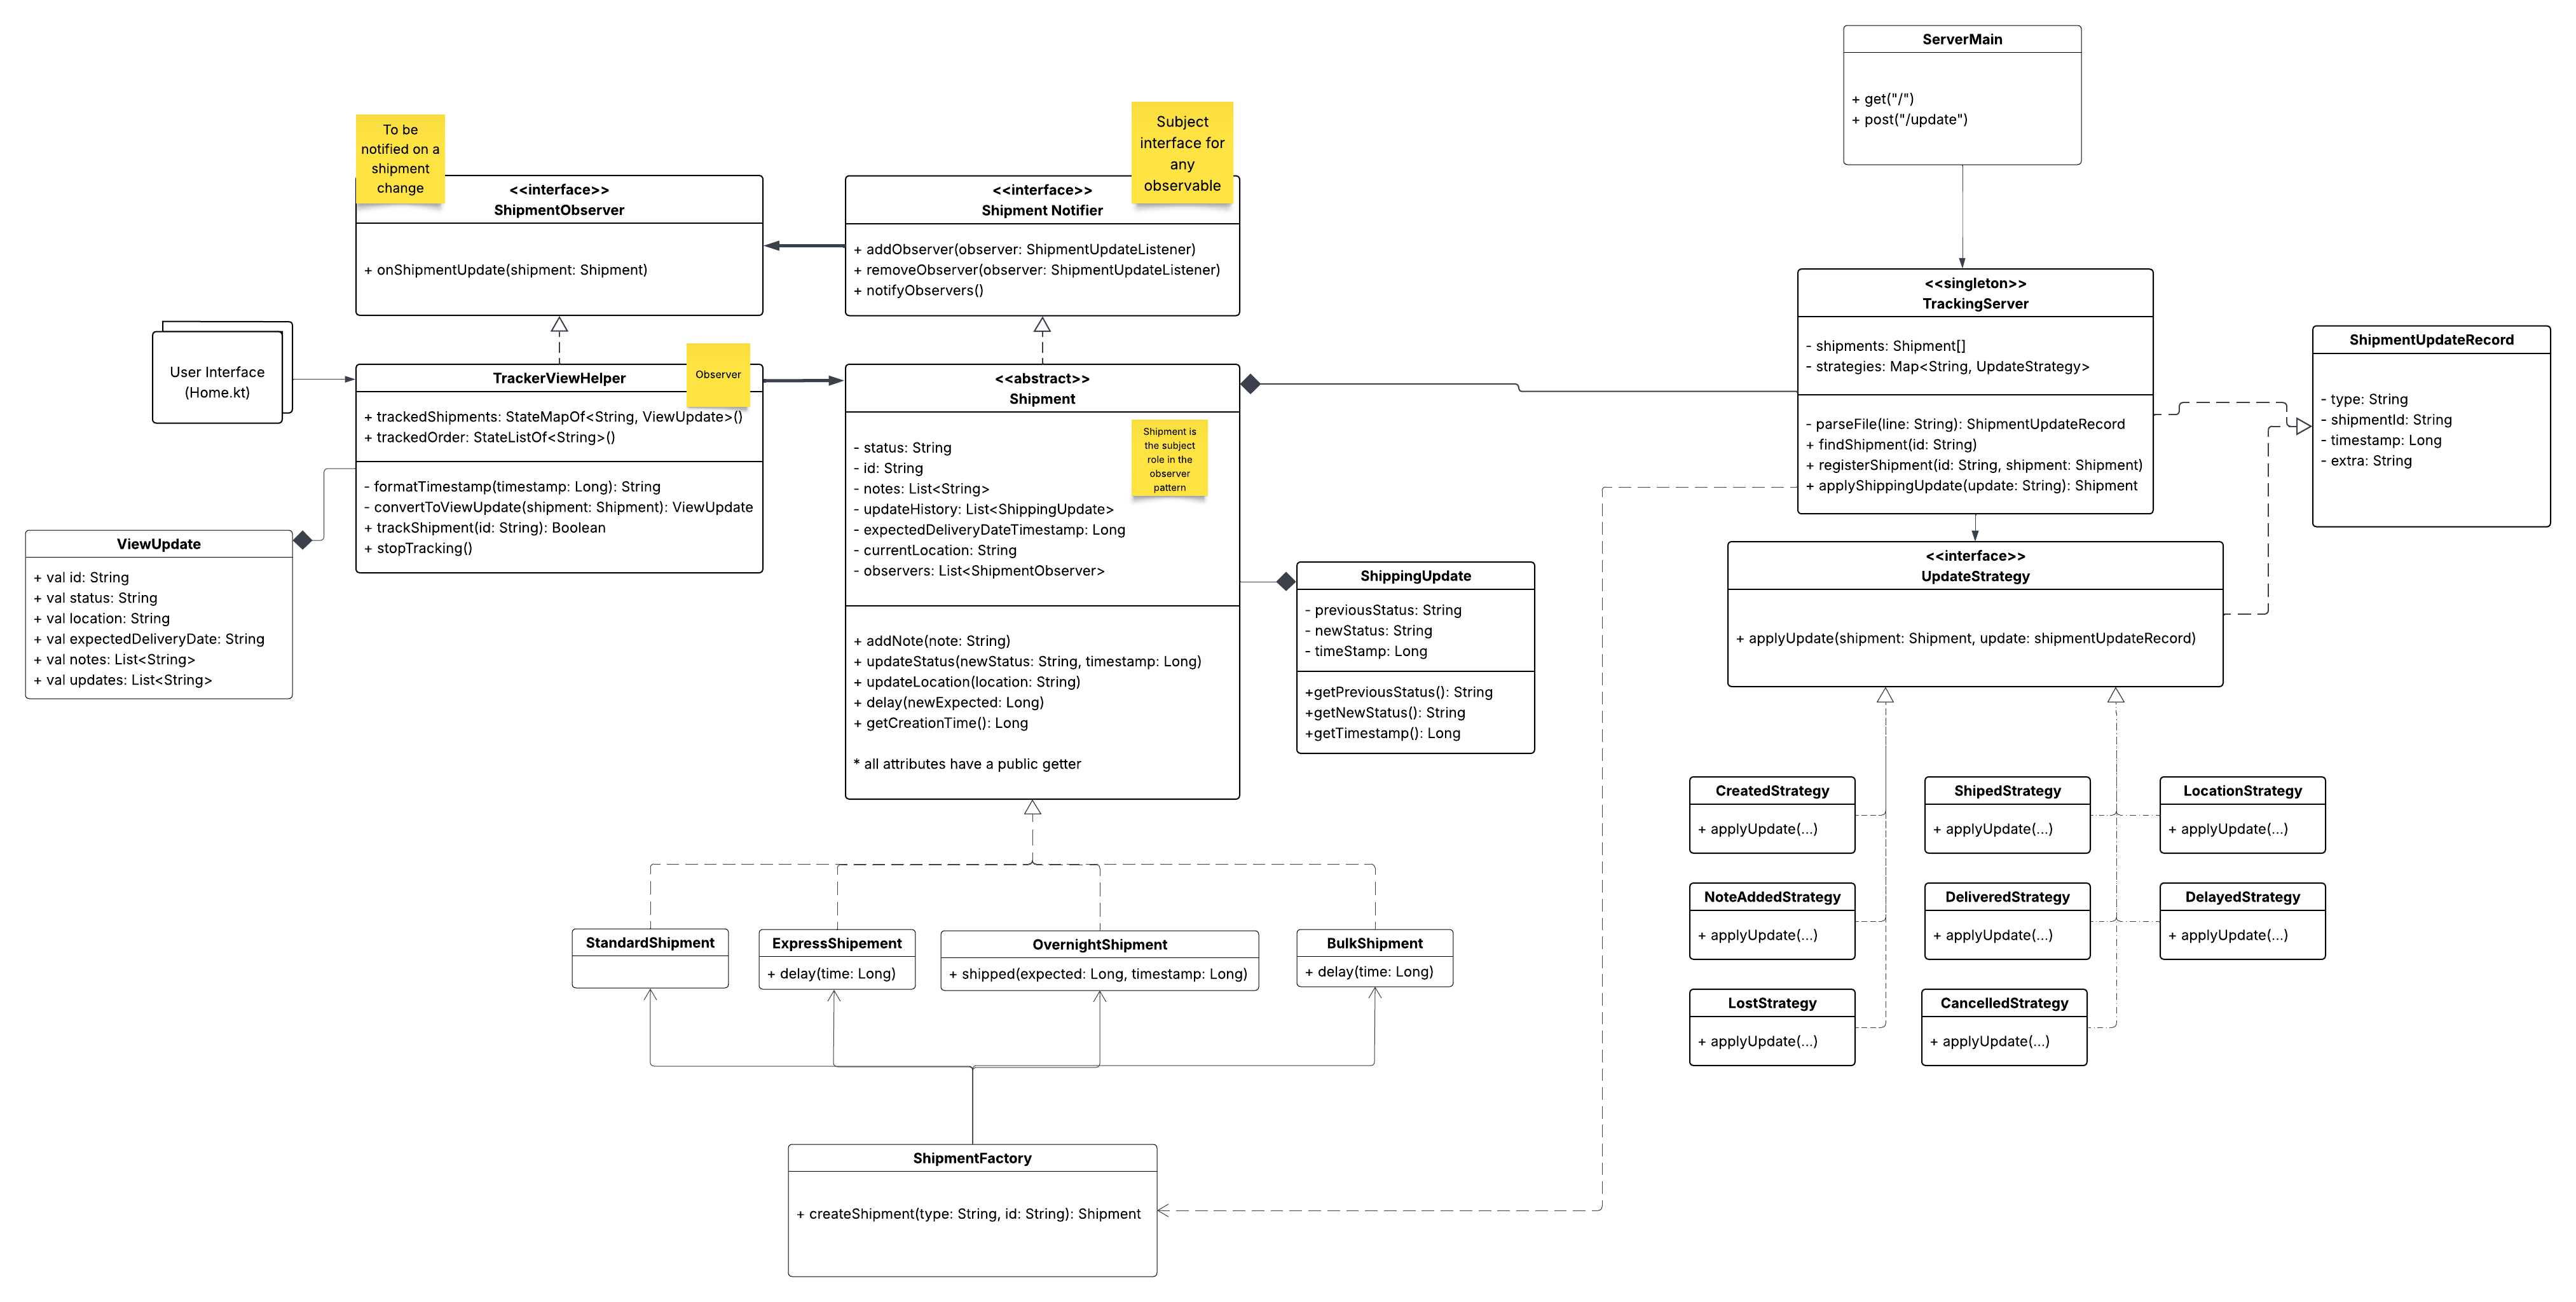 ServerMain
+ get("/")
+ post("/update")
To be
notified on a
shipment
change
<<interface>>
ShipmentObserver
+ onShipmentUpdate(shipment: Shipment)
Subject
interface for
any
observable
<<interface>>
Shipment Notifier
+ addObserver(observer: ShipmentUpdateListener)
+ removeObserver(observer: ShipmentUpdateListener)
+ notifyObservers()
<<singleton>>
TrackingServer
- shipments: Shipment[]
- strategies: Map<String, UpdateStrategy>
- parseFile(line: String): ShipmentUpdateRecord
+ findShipment(id: String)
+ registerShipment(id: String, shipment: Shipment)
+ applyShippingUpdate(update: String): Shipment
ShipmentUpdateRecord
- type: String
- shipmentId: String
- timestamp: Long
- extra: String
User Interface
(Home.kt)
TrackerViewHelper
Observer
+ trackedShipments: StateMapOf<String, ViewUpdate>()
+ trackedOrder: StateListOf<String>()
- formatTimestamp(timestamp: Long): String
- convertToViewUpdate(shipment: Shipment): ViewUpdate
+ trackShipment(id: String): Boolean
+ stopTracking()
<<abstract>>
Shipment
Shipment is
the subject
role in the
observer
pattern
- status: String
- id: String
- notes: List<String>
- updateHistory: List<ShippingUpdate>
- expectedDeliveryDateTimestamp: Long
- currentLocation: String
- observers: List<ShipmentObserver>
+ addNote(note: String)
+ updateStatus(newStatus: String, timestamp: Long)
+ updateLocation(location: String)
+ delay(newExpected: Long)
+ getCreationTime(): Long
* all attributes have a public getter
ViewUpdate
+ val id: String
+ val status: String
+ val location: String
+ val expectedDeliveryDate: String
+ val notes: List<String>
+ val updates: List<String>
ShippingUpdate
- previousStatus: String
- newStatus: String
- timeStamp: Long
+getPreviousStatus(): String
+getNewStatus(): String
+getTimestamp(): Long
<<interface>>
UpdateStrategy
+ applyUpdate(shipment: Shipment, update: shipmentUpdateRecord)
CreatedStrategy
+ applyUpdate(...)
ShipedStrategy
+ applyUpdate(...)
LocationStrategy
+ applyUpdate(...)
NoteAddedStrategy
+ applyUpdate(...)
DeliveredStrategy
+ applyUpdate(...)
DelayedStrategy
+ applyUpdate(...)
LostStrategy
+ applyUpdate(...)
CancelledStrategy
+ applyUpdate(...)
StandardShipment
ExpressShipement
+ delay(time: Long)
OvernightShipment
+ shipped(expected: Long, timestamp: Long)
BulkShipment
+ delay(time: Long)
ShipmentFactory
+ createShipment(type: String, id: String): Shipment